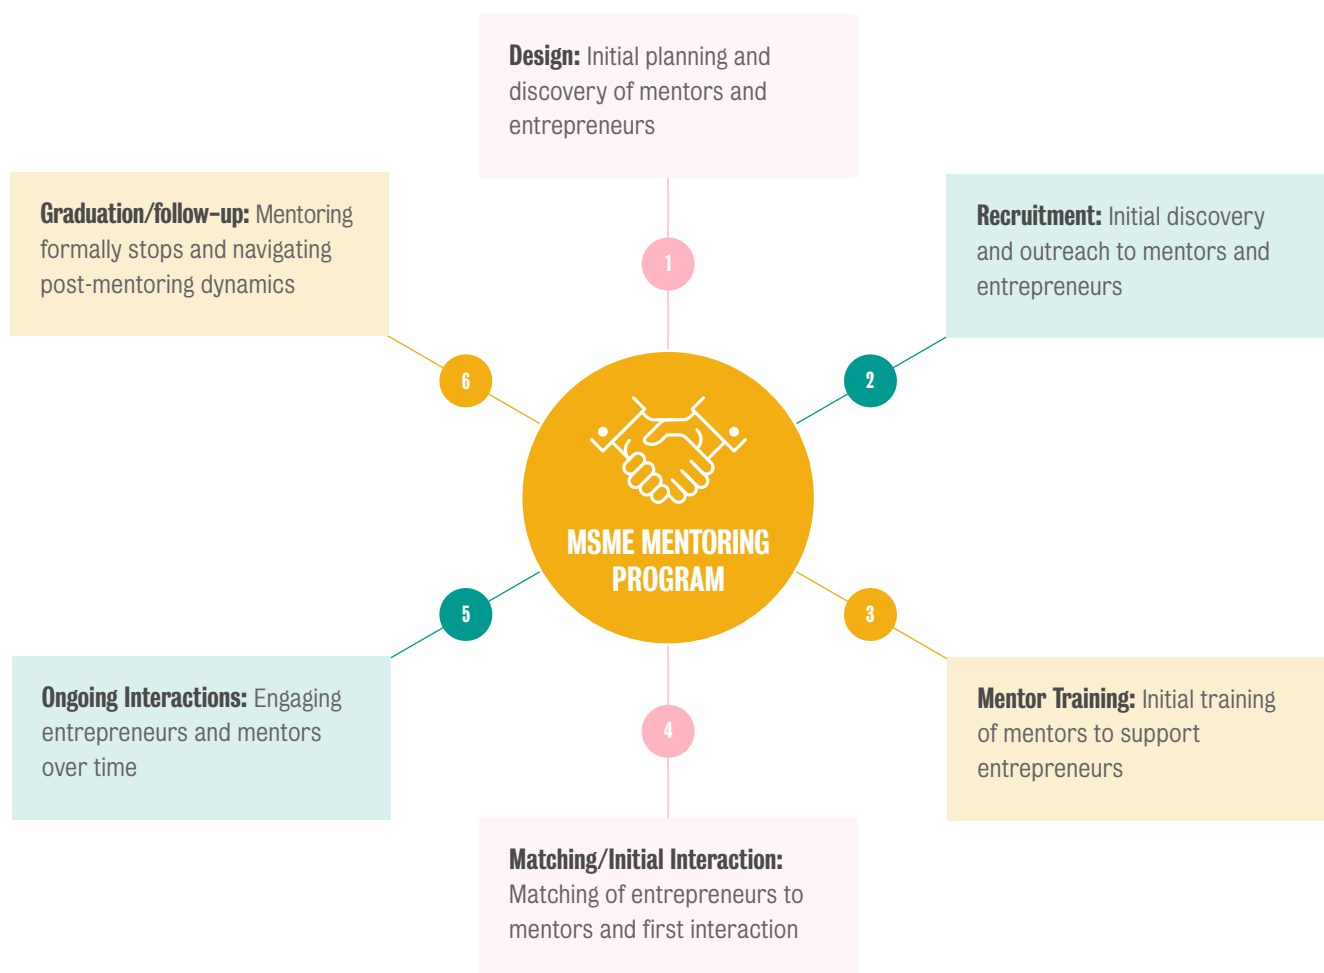 Design: Initial planning and
discovery of mentors and
entrepreneurs
1
Recruitment: Initial discovery
and outreach to mentors and
entrepreneurs
2
Mentor Training: Initial training
of mentors to support
entrepreneurs
3
Matching/Initial Interaction:
Matching of entrepreneurs to
mentors and first interaction
4
Ongoing Interactions: Engaging
entrepreneurs and mentors
over time
5
Graduation/follow-up: Mentoring
formally stops and navigating
post-mentoring dynamics
6
MSME MENTORING
PROGRAM